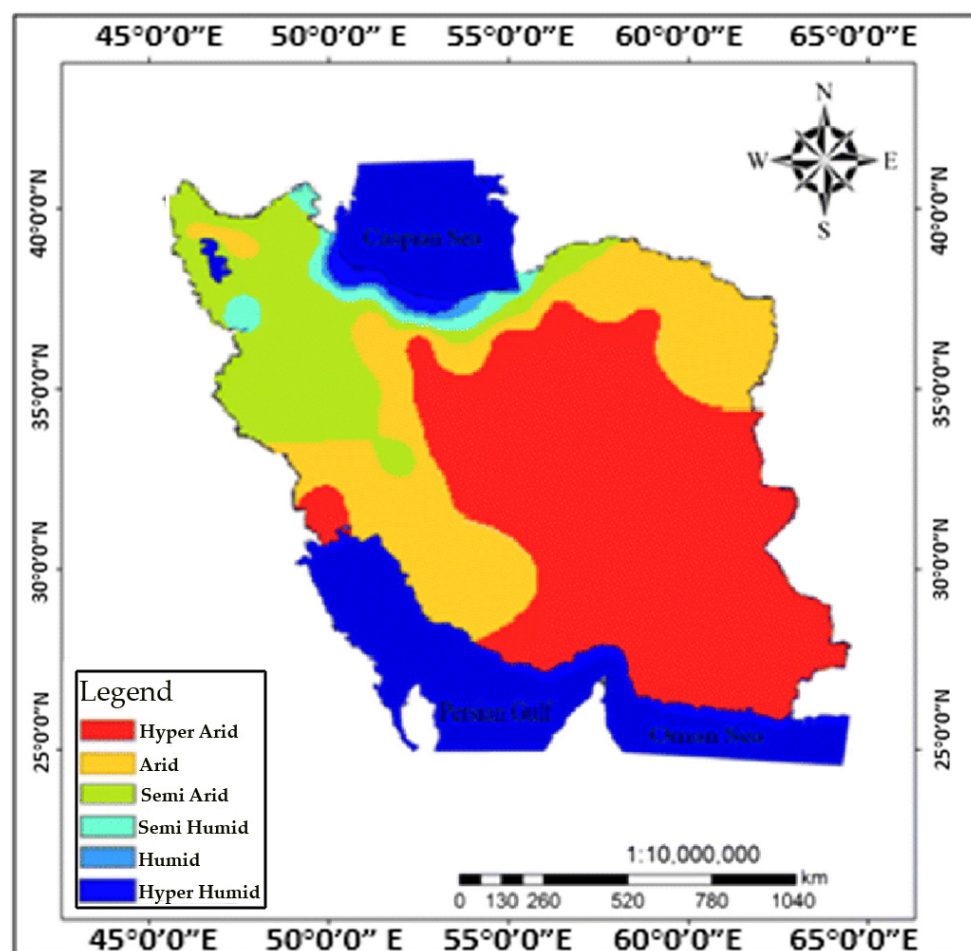 45°0'0"E 50°0'0" E 55°0'0"E 60°0'0"E 65°0'0"E
N
W E
S
40°0'0"N 40°0'0"N
Caspian Sea
35°0'0"N 35°0'0"N
30°0'0"N 30°0'0"N
25°0'0"N 25°0'0"N
Persian Gulf
Oman Sea
Legend
Hyper Arid
Arid
Semi Arid
Semi Humid
Humid
Hyper Humid
1:10,000,000
km
0 130 260 520 780 1040
45°0'0"E 50°0'0"E 55°0'0"E 60°0'0"E 65°0'0"E